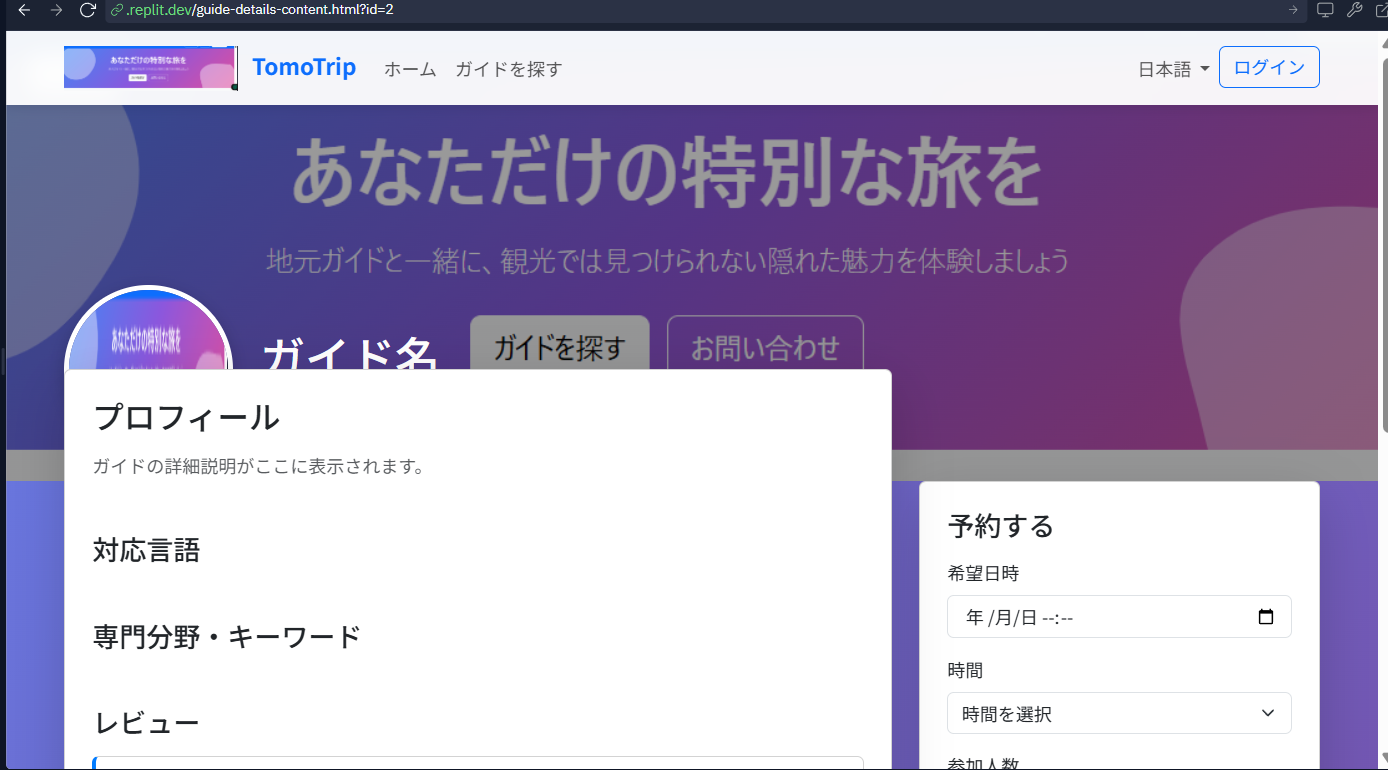 .replit.dev/guide-details-content.html?id=2
あなただけの特別な旅を
TomoTrip
ホーム
ガイドを探す
日本語
ログイン
あなただけの特別な旅を
地元ガイドと一緒に、観光では見つけられない隠れた魅力を体験しましょう
ガイドを探す
お問い合わせ
あなただけの特別な旅を
ガイド名
プロフィール
ガイドの詳細説明がここに表示されます。
対応言語
専門分野・キーワード
レビュー
予約する
希望日時
年 /月/日 --:--
時間
時間を選択
参加人数